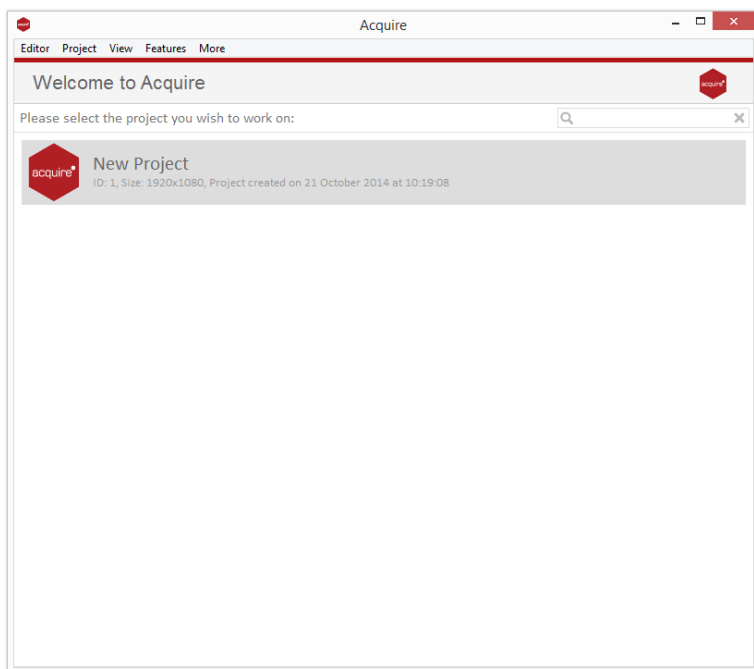 Acquire
Editor Project View Features More
Welcome to Acquire
acquire
Please select the project you wish to work on:
acquire
New Project
ID: 1, Size: 1920x1080, Project created on 21 October 2014 at 10:19:08